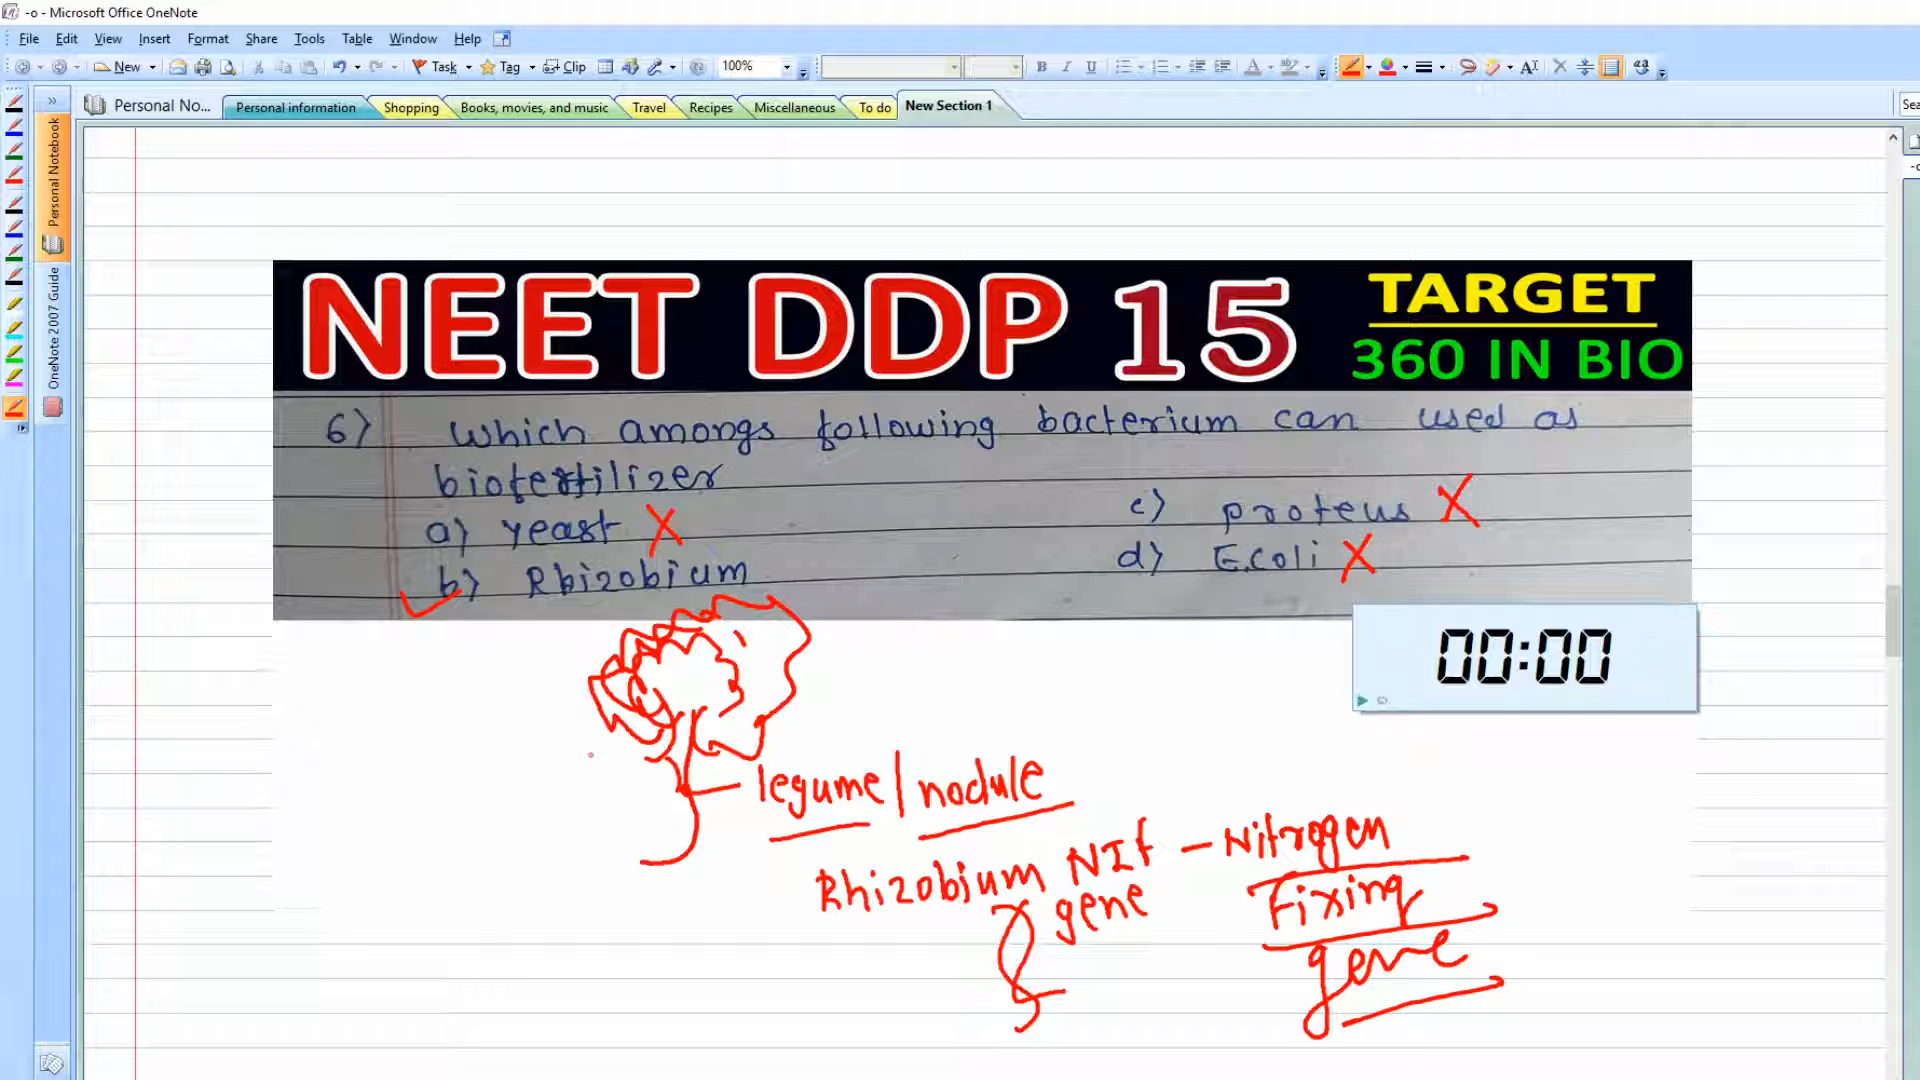 -o - Microsoft Office OneNote
File Edit View Insert Format Share Tools Table Window Help
New Task Tag Clip 100% B I U
Personal No... Personal information Shopping Books, movies, and music Travel Recipes Miscellaneous To do New Section 1
Sea
Personal Notebook
OneNote 2007 Guide
NEET DDP 15
TARGET
360 IN BIO
6) Which amongs following bacterium can used as
biofertilizer
a) yeast X
b) Rhizobium
c) proteus X
d) E.coli X
00:00
legume/nodule
Rhizobium NIf - Nitrogen
gene Fixing
gene